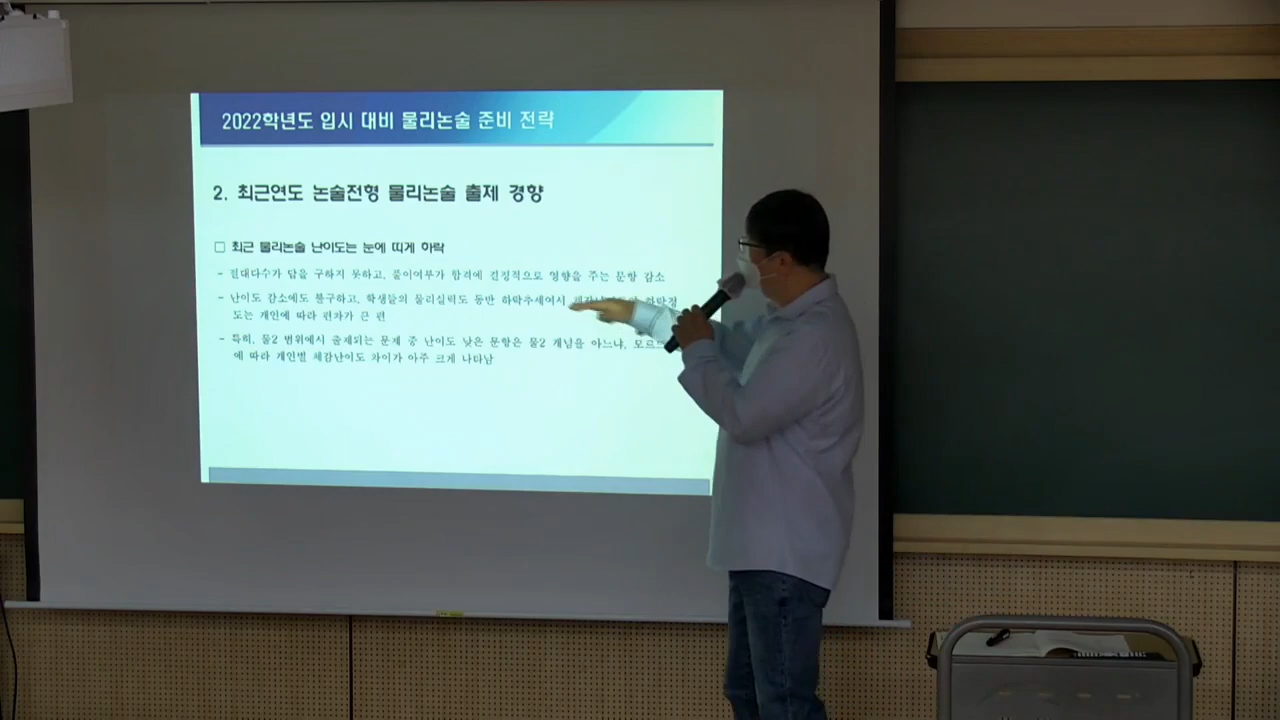 2022학년도 입시 대비 물리논술 준비 전략
2. 최근연도 논술전형 물리논술 출제 경향
□ 최근 물리논술 난이도는 눈에 띠게 하락
- 절대다수가 답을 구하지 못하고, 풀이여부가 합격에 결정적으로 영향을 주는 문항 감소
- 난이도 감소에도 불구하고, 학생들의 물리실력도 동반 하락추세여서 하락정
도는 개인에 따라 편차가 큰 편
- 특히, 물2 범위에서 출제되는 문제 중 난이도 낮은 문항은 물2 개념을 아느냐, 모르
에 따라 개인별 체감난이도 차이가 아주 크게 나타남